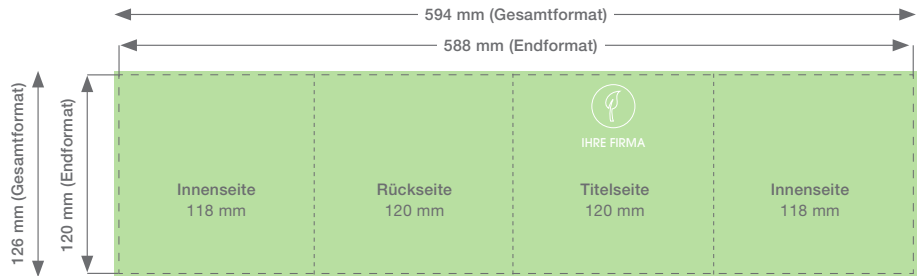 594 mm (Gesamtformat)
588 mm (Endformat)
126 mm (Gesamtformat)
120 mm (Endformat)
IHRE FIRMA
Innenseite
118 mm
Rückseite
120 mm
Titelseite
120 mm
Innenseite
118 mm